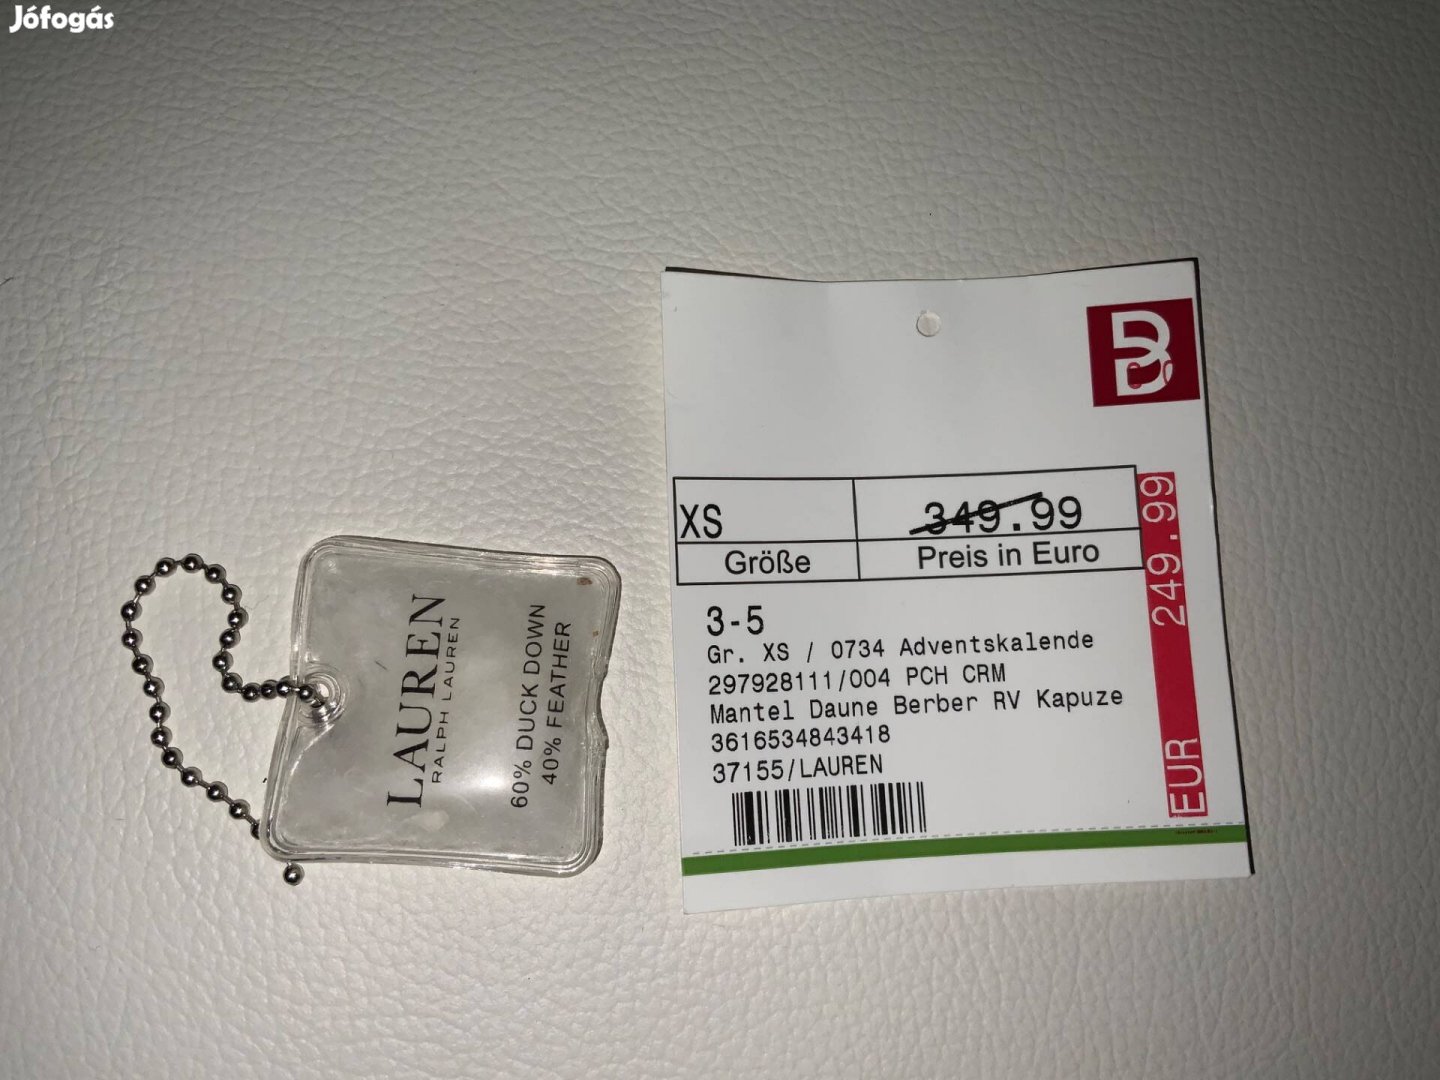 Jófogás
LAUREN
RALPH LAUREN
60% DUCK DOWN
40% FEATHER
XS
349.99
Größe
Preis in Euro
3-5
Gr. XS / 0734 Adventskalende
297928111/004 PCH CRM
Mantel Daune Berber RV Kapuze
3616534843418
37155/LAUREN
EUR 249.99